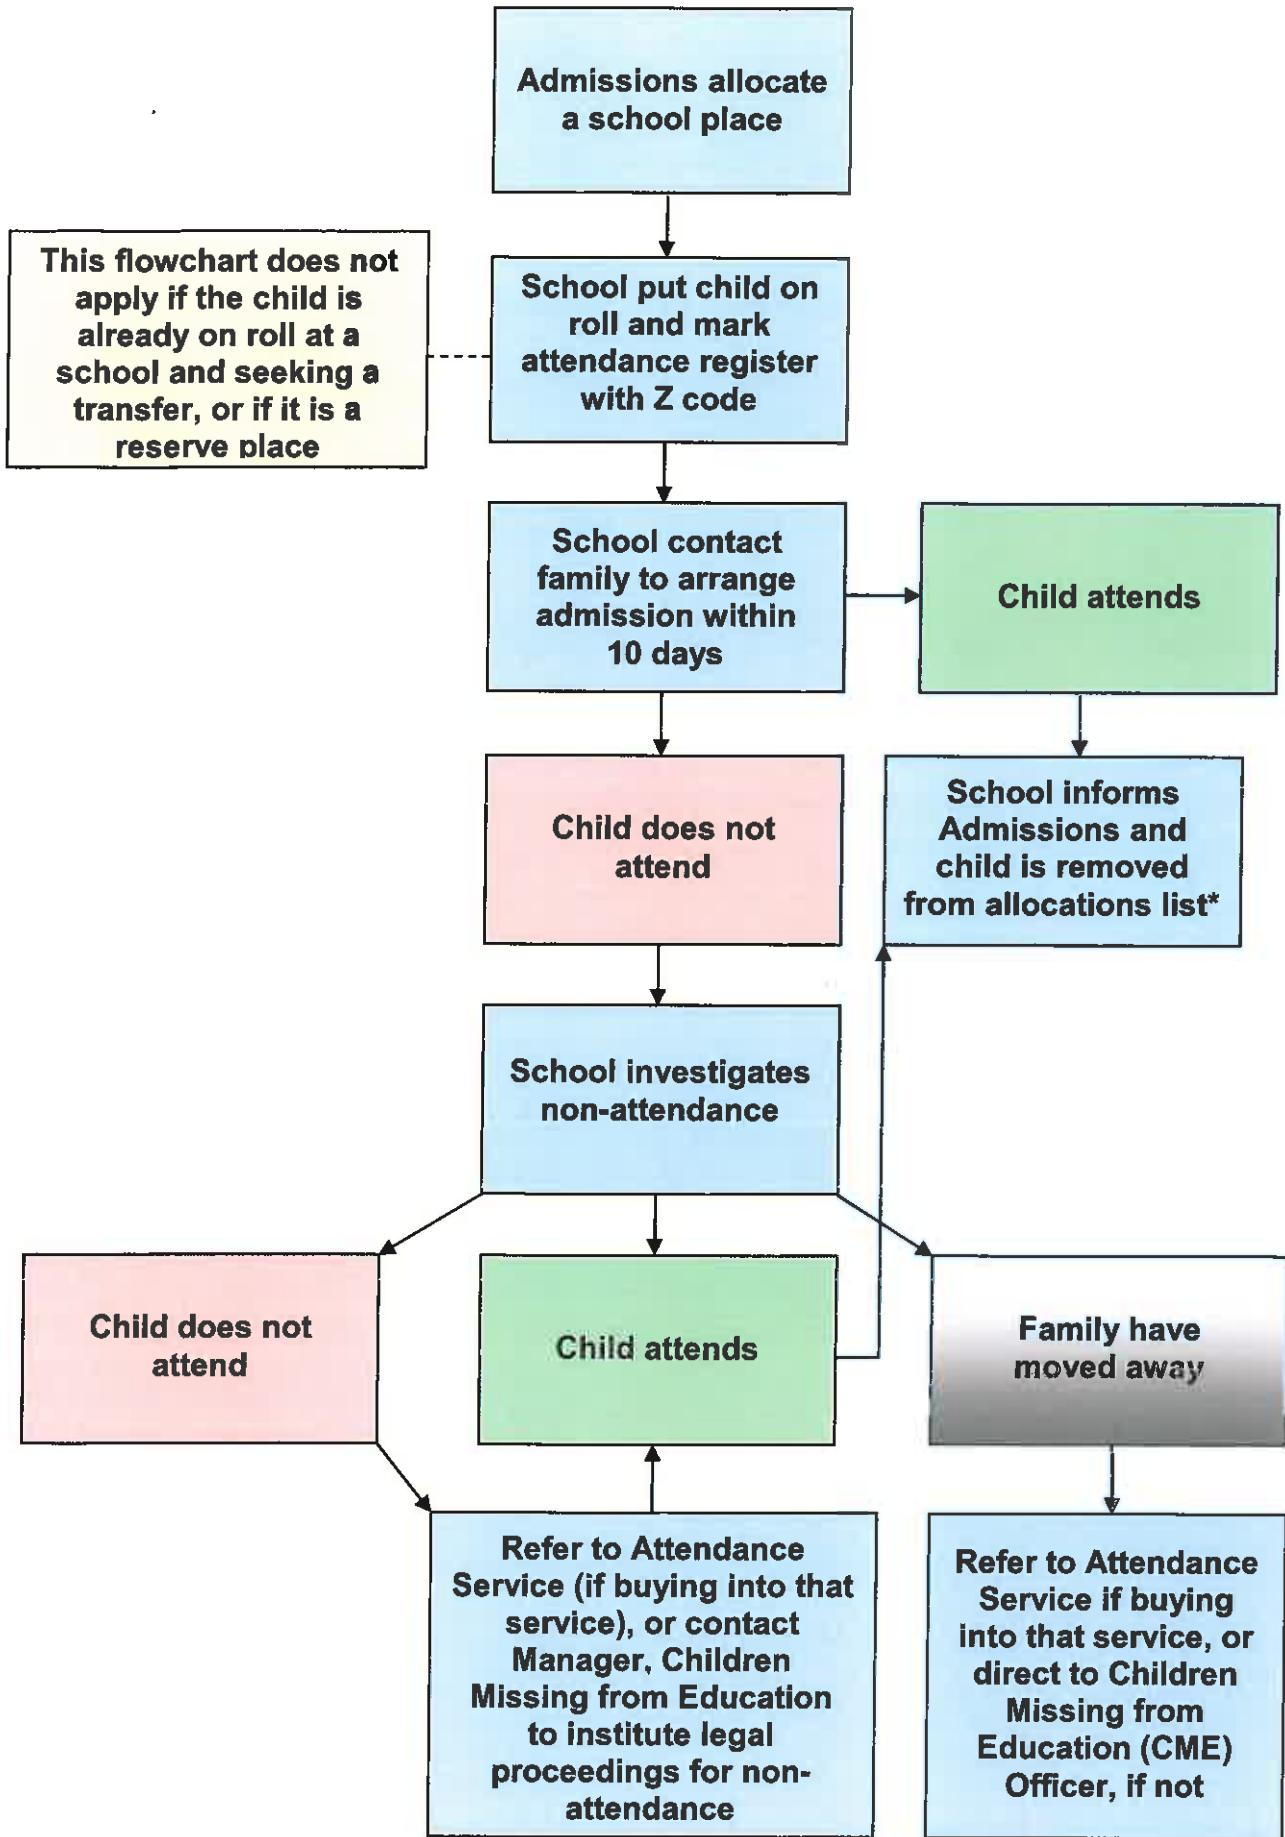 Admissions allocate
a school place
This flowchart does not
apply if the child is
already on roll at a
school and seeking a
transfer, or if it is a
reserve place
School put child on
roll and mark
attendance register
with Z code
School contact
family to arrange
admission within
10 days
Child attends
Child does not
attend
School informs
Admissions and
child is removed
from allocations list*
School investigates
non-attendance
Child does not
attend
Child attends
Family have
moved away
Refer to Attendance
Service (if buying into that
service), or contact
Manager, Children
Missing from Education
to institute legal
proceedings for non-
attendance
Refer to Attendance
Service if buying
into that service, or
direct to Children
Missing from
Education (CME)
Officer, if not